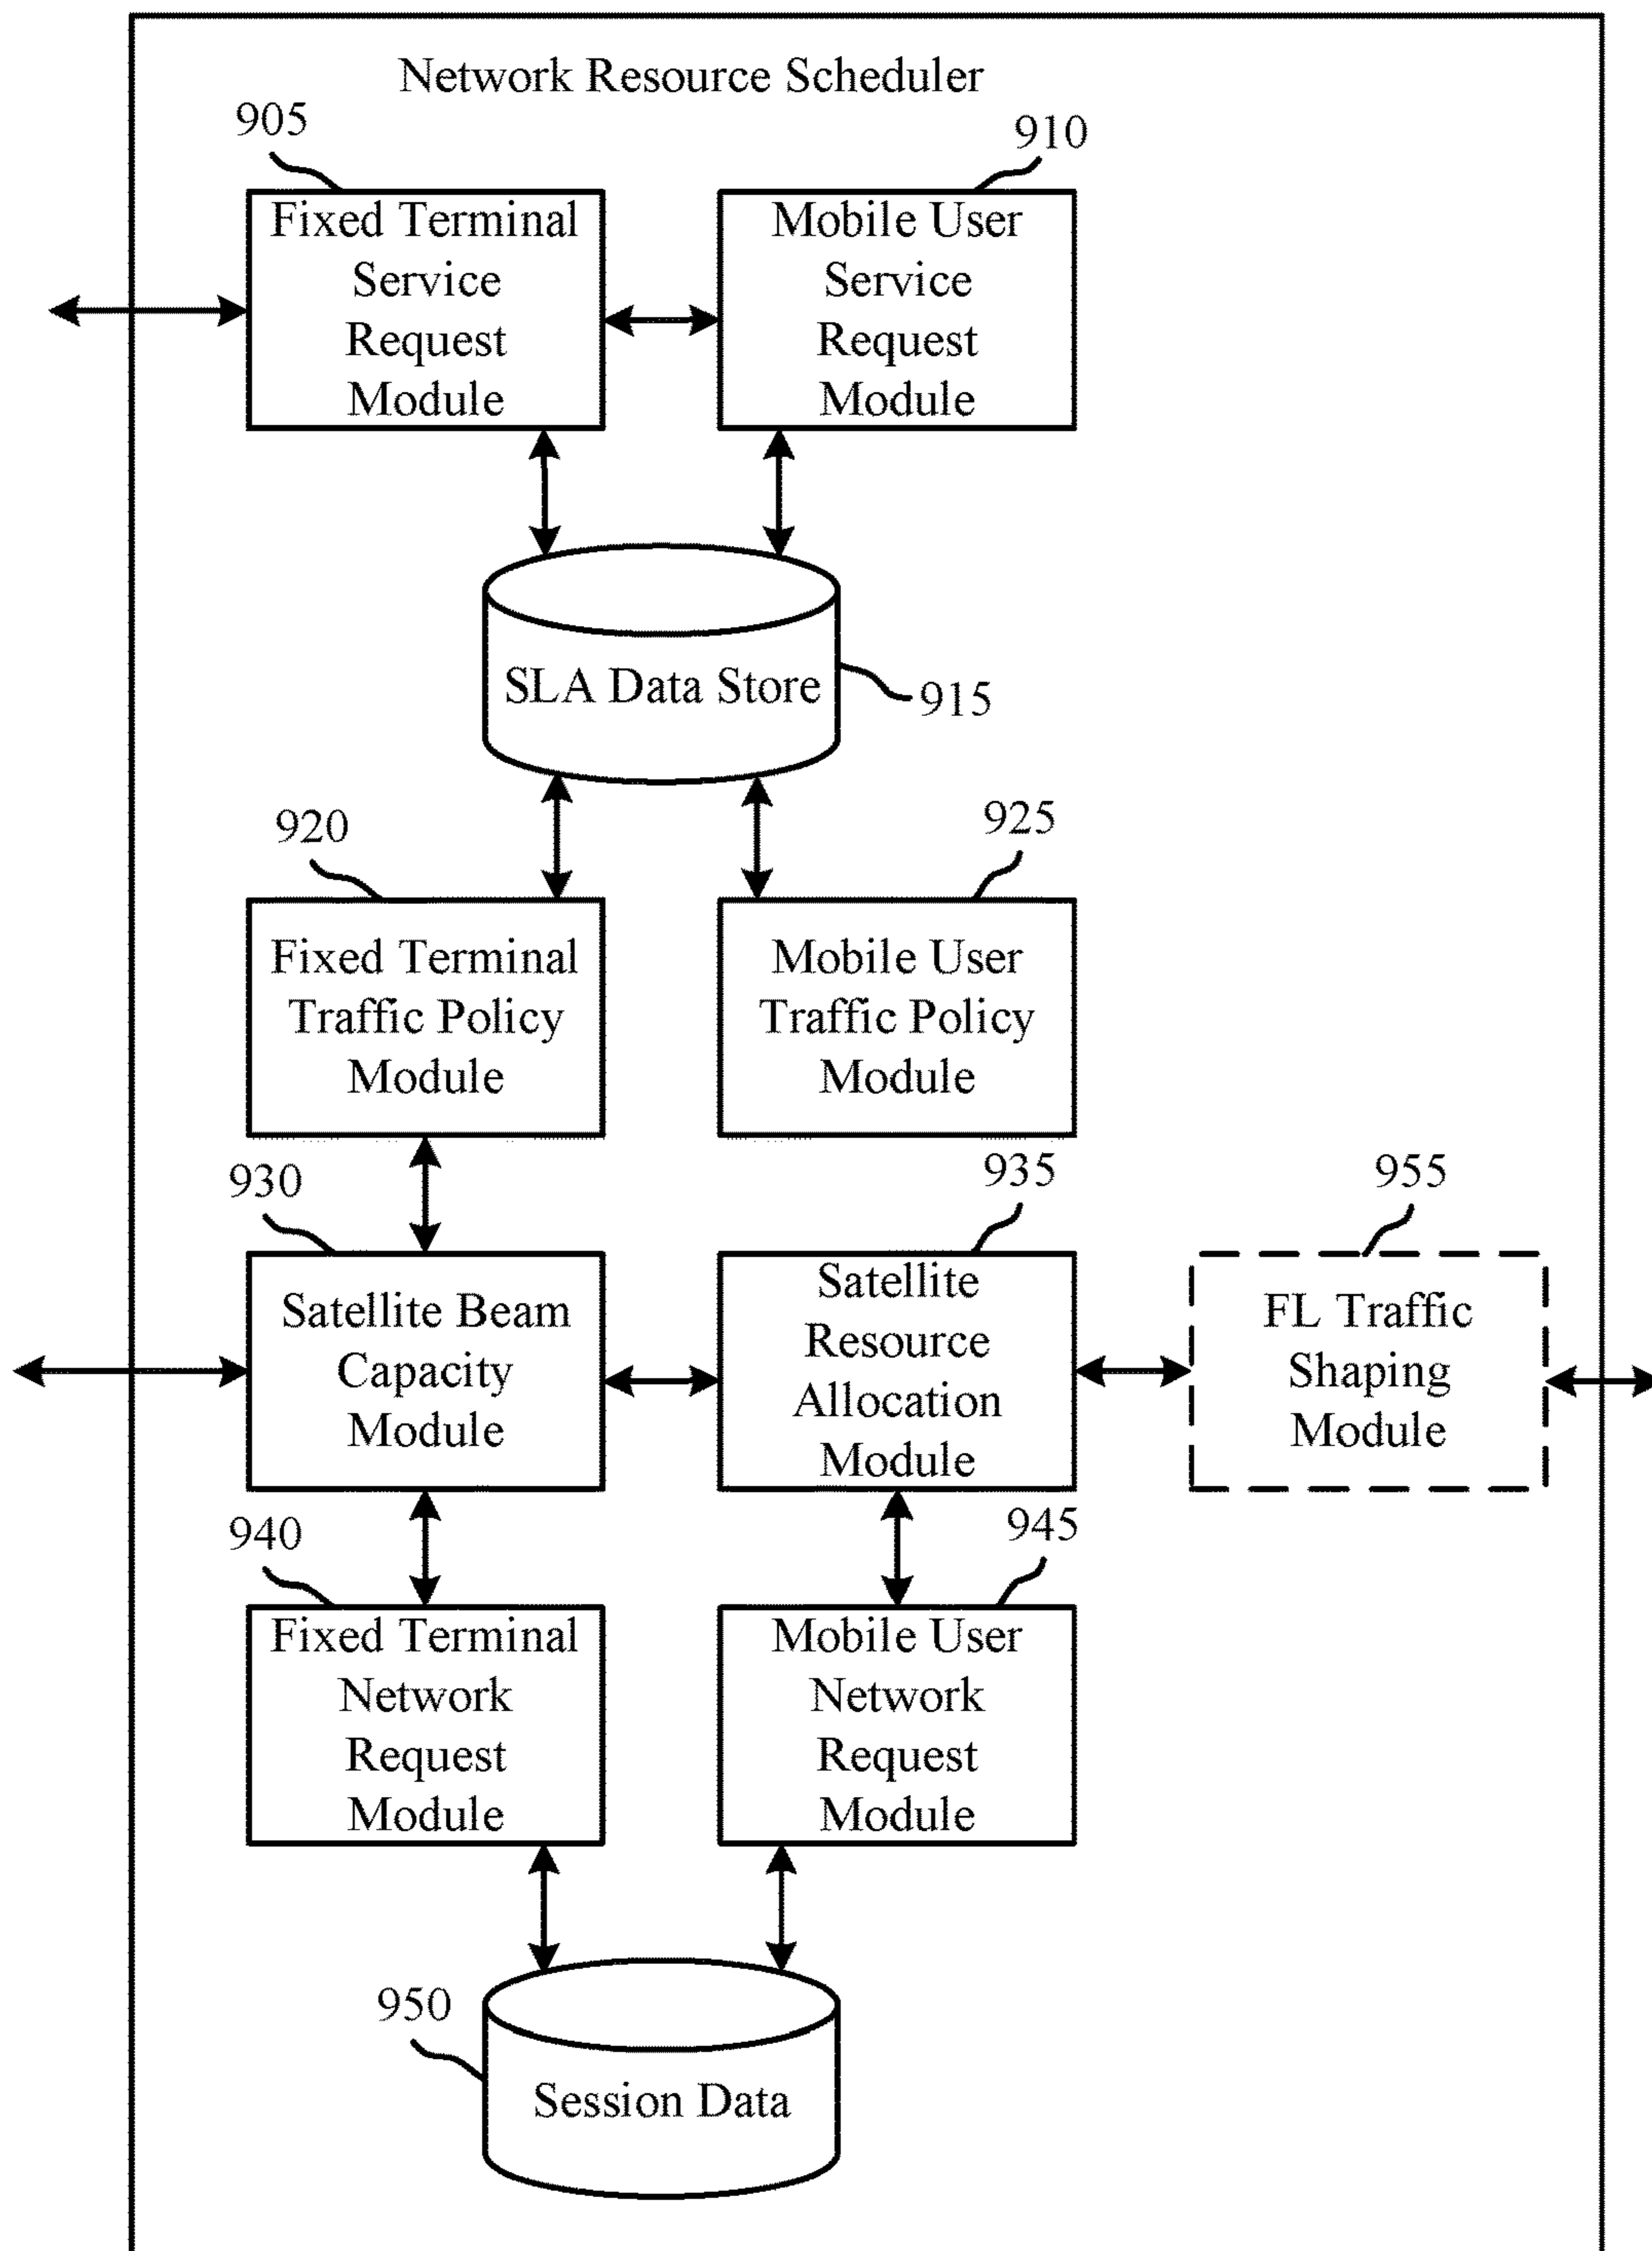 Network Resource Scheduler
905
910
Fixed Terminal
Service
Request
Module
Mobile User
Service
Request
Module
SLA Data Store
915
920
925
Fixed Terminal
Traffic Policy
Module
Mobile User
Traffic Policy
Module
930
935
955
Satellite Beam
Capacity
Module
Satellite
Resource
Allocation
Module
FL Traffic
Shaping
Module
940
945
Fixed Terminal
Network
Request
Module
Mobile User
Network
Request
Module
950
Session Data